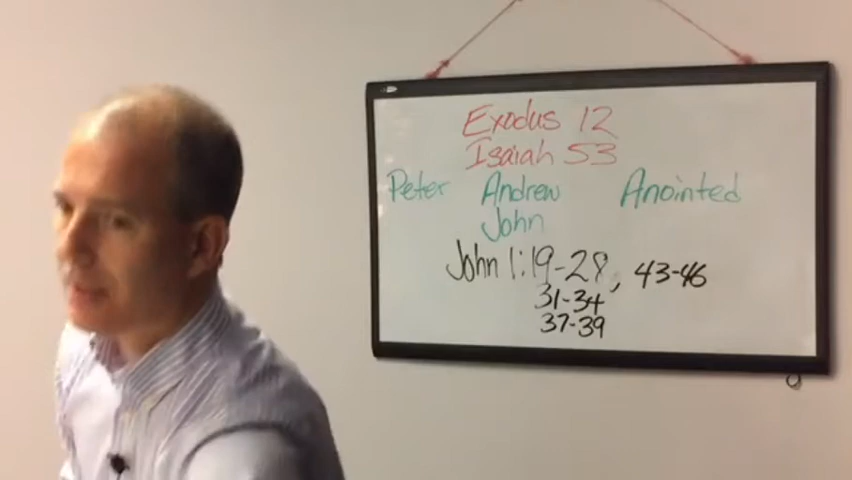 Exodus 12
Isaiah 53
Peter Andrew Anointed
John
John 1:19-28, 43-46
31-34
37-39